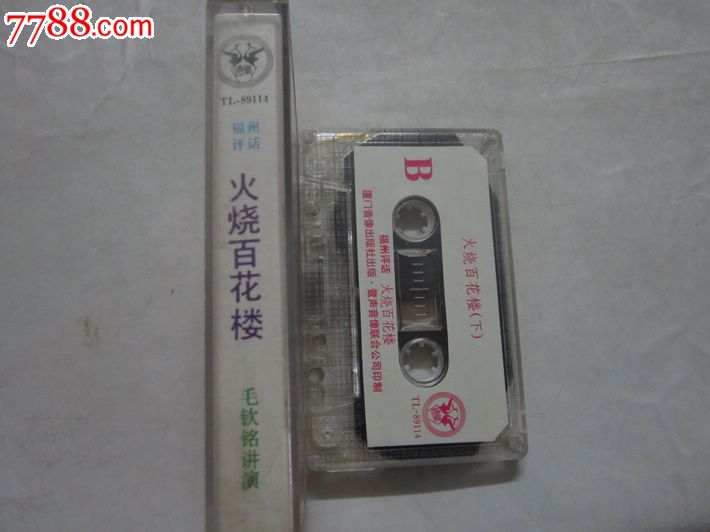 7788.com
TL-89114
福州
评话
火烧百花楼
毛钦铭讲演
B
火烧百花楼(下)
福州评话 火烧百花楼
厦门音像出版社出版·鹭声音像联合公司印制
TL-89114